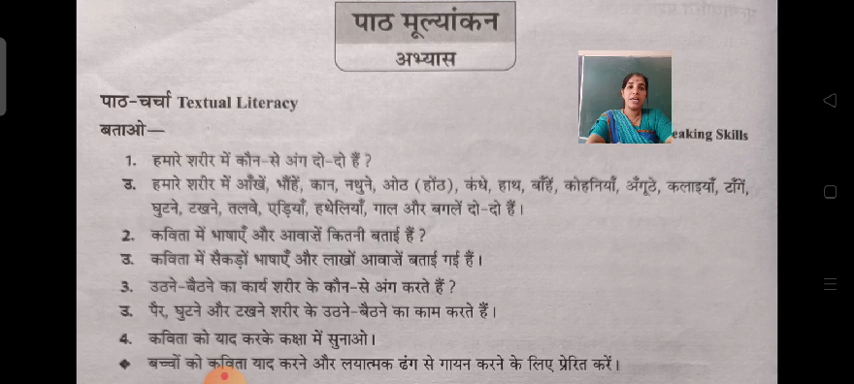 पाठ मूल्यांकन
अभ्यास
पाठ-चर्चा Textual Literacy
बताओ— eaking Skills
1. हमारे शरीर में कौन-से अंग दो-दो हैं ?
उ. हमारे शरीर में आँखें, भौंहें, कान, नथुने, ओठ (होंठ), कंधे, हाथ, बाँहें, कोहनियाँ, अँगूठे, कलाइयाँ, टाँगें,
घुटने, टखने, तलवे, एड़ियाँ, हथेलियाँ, गाल और बगलें दो-दो हैं।
2. कविता में भाषाएँ और आवाज़ें कितनी बताई हैं ?
उ. कविता में सैकड़ों भाषाएँ और लाखों आवाज़ें बताई गई हैं।
3. उठने-बैठने का कार्य शरीर के कौन-से अंग करते हैं ?
उ. पैर, घुटने और टखने शरीर के उठने-बैठने का काम करते हैं।
4. कविता को याद करके कक्षा में सुनाओ।
◆ बच्चों को कविता याद करने और लयात्मक ढंग से गायन करने के लिए प्रेरित करें।